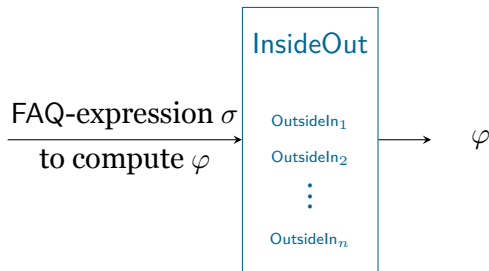 InsideOut
FAQ-expression σ
to compute φ
OutsideIn₁
OutsideIn₂
⋮
OutsideInₙ
φ